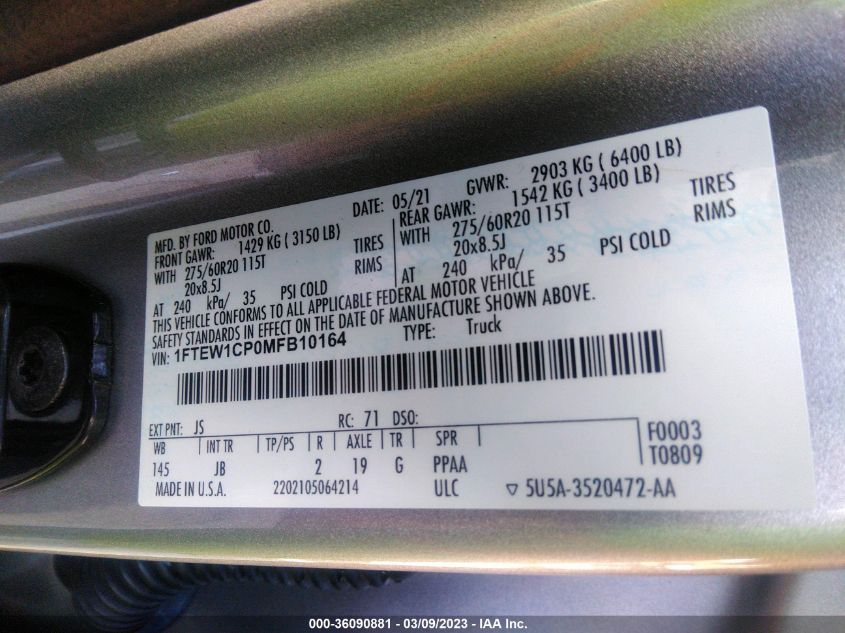 MFD. BY FORD MOTOR CO. DATE: 05/21 GVWR: 2903 KG ( 6400 LB)
FRONT GAWR: 1429 KG ( 3150 LB) REAR GAWR: 1542 KG ( 3400 LB)
WITH 275/60R20 115T TIRES WITH 275/60R20 115T TIRES
20x8.5J RIMS 20x8.5J RIMS
AT 240 kPa/ 35 PSI COLD AT 240 kPa/ 35 PSI COLD
THIS VEHICLE CONFORMS TO ALL APPLICABLE FEDERAL MOTOR VEHICLE
SAFETY STANDARDS IN EFFECT ON THE DATE OF MANUFACTURE SHOWN ABOVE.
VIN: 1FTEW1CP0MFB10164 TYPE: Truck
EXT PNT: JS RC: 71 DSO:
WB INT TR TP/PS R AXLE TR SPR F0003
145 JB 2 19 G PPAA T0809
MADE IN U.S.A. 2202105064214 ULC ▽ 5U5A-3520472-AA
000-36090881 - 03/09/2023 - IAA Inc.